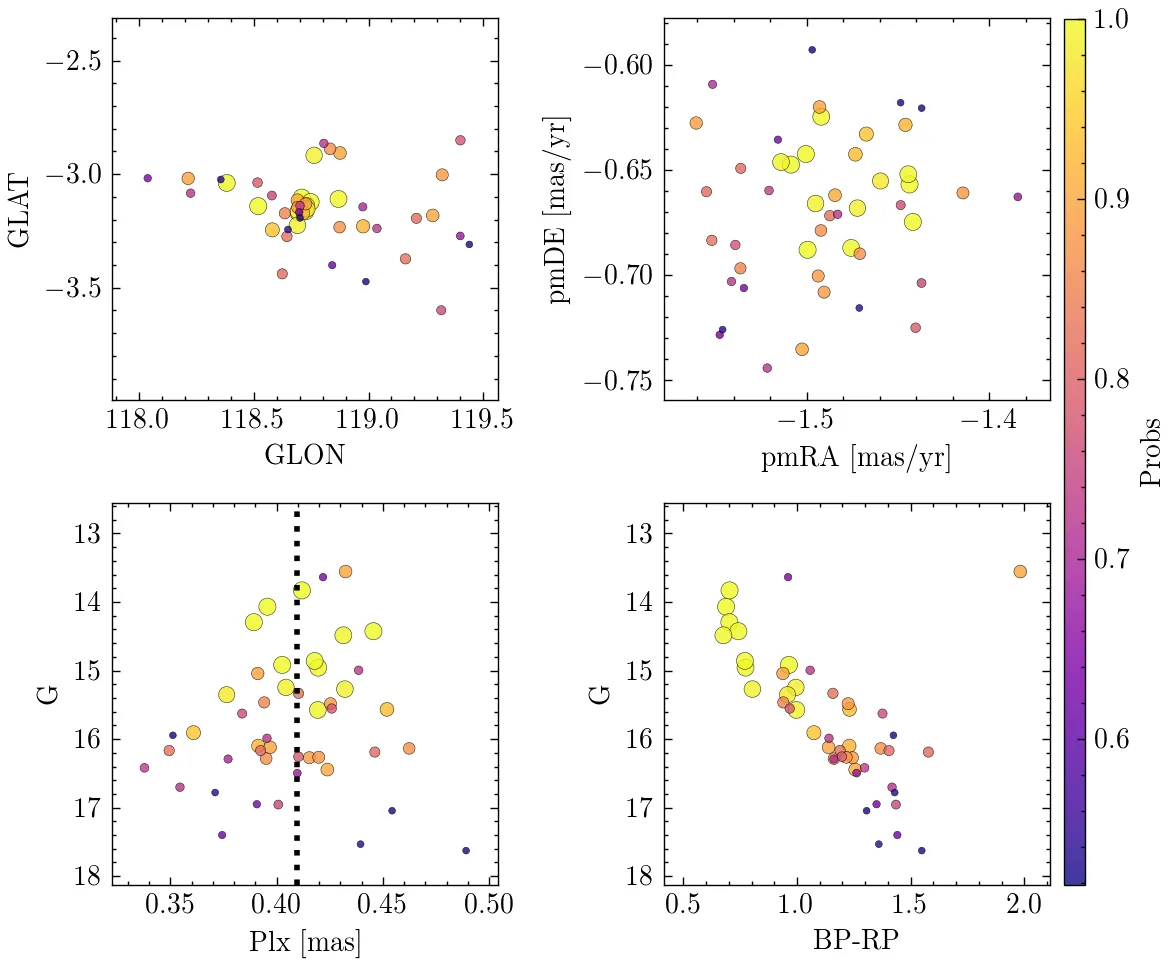 −2.5
−3.0
−3.5
GLAT
118.0 118.5 119.0 119.5
GLON
−0.60
−0.65
−0.70
−0.75
pmDE [mas/yr]
−1.5 −1.4
pmRA [mas/yr]
1.0
0.9
0.8
0.7
0.6
Probs
13
14
15
16
17
18
G
0.35 0.40 0.45 0.50
Plx [mas]
13
14
15
16
17
18
G
0.5 1.0 1.5 2.0
BP-RP